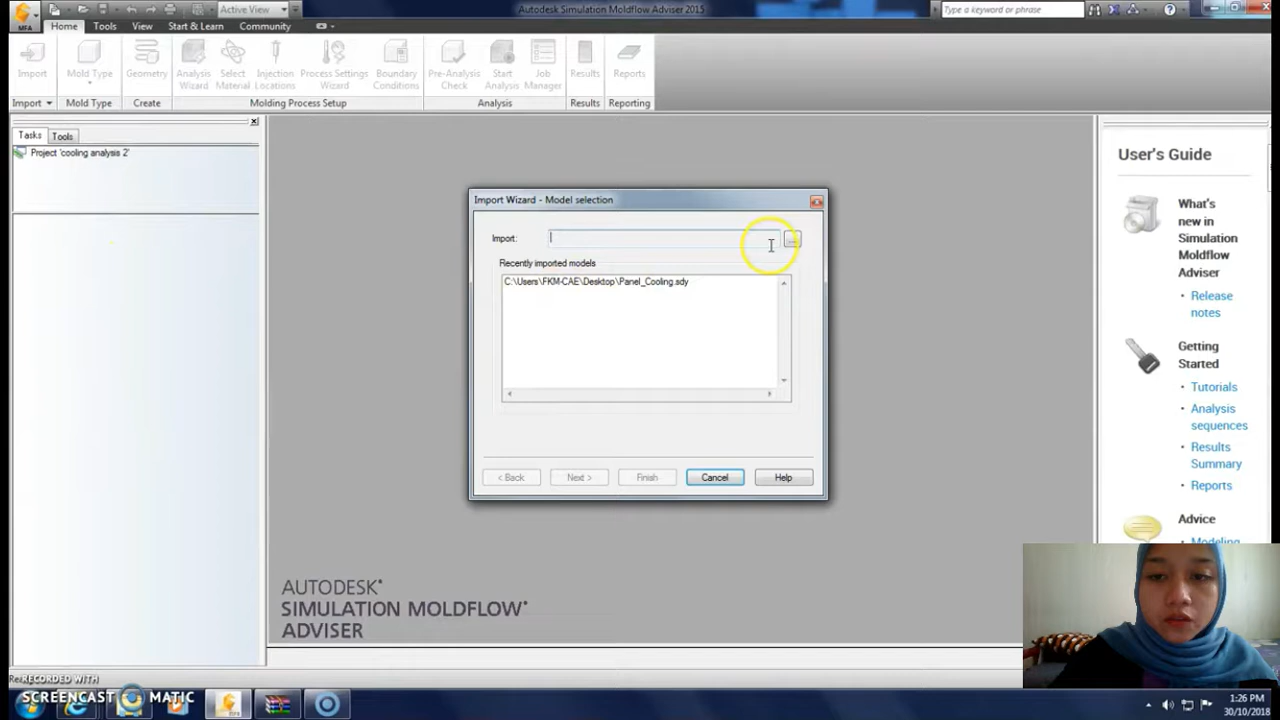 Active View
Autodesk Simulation Moldflow Adviser 2015
Type a keyword or phrase
MFA
Home
Tools
View
Start & Learn
Community
Import
Mold Type
Geometry
Analysis Wizard
Select Material
Injection Locations
Process Settings Wizard
Boundary Conditions
Pre-Analysis Check
Start Analysis
Job Manager
Results
Reports
Import
Mold Type
Create
Molding Process Setup
Analysis
Results
Reporting
Tasks
Tools
Project 'cooling analysis 2'
Import Wizard - Model selection
Import:
...
Recently imported models
C:\Users\FKM-CAE\Desktop\Panel_Cooling.sdy
< Back
Next >
Finish
Cancel
Help
AUTODESK®
SIMULATION MOLDFLOW®
ADVISER
User's Guide
What's
new in
Simulation
Moldflow
Adviser
• Release
notes
Getting
Started
• Tutorials
• Analysis
sequences
• Results
Summary
• Reports
Advice
RECORDED WITH
SCREENCAST MATIC
MFA
1:26 PM
30/10/2018